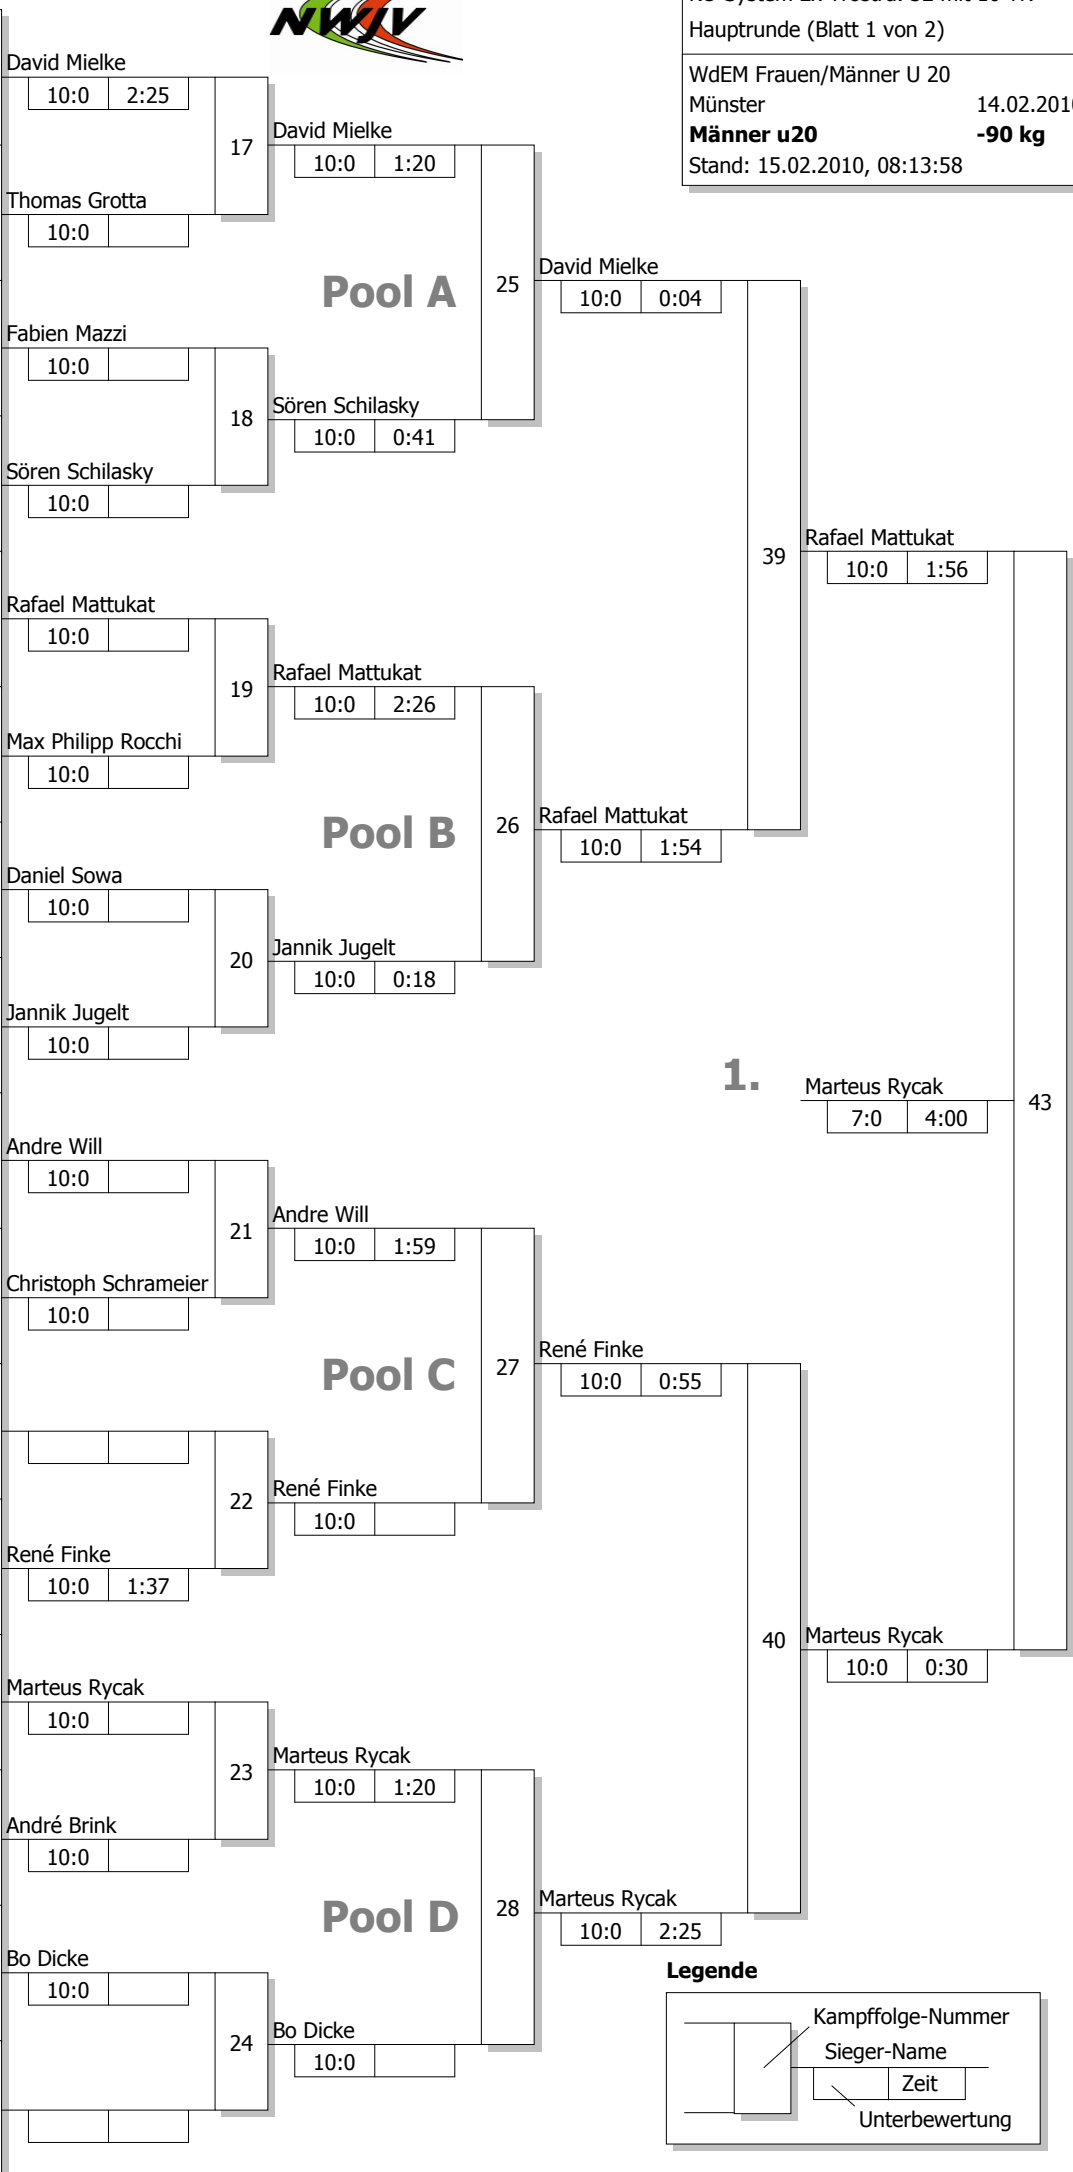 NWJV
Hauptrunde (Blatt 1 von 2)
WdEM Frauen/Männer U 20
Münster 14.02.2010
Männer u20 -90 kg
Stand: 15.02.2010, 08:13:58
David Mielke
10:0 2:25
17
David Mielke
10:0 1:20
Thomas Grotta
10:0
Pool A
25
David Mielke
10:0 0:04
Fabien Mazzi
10:0
18
Sören Schilasky
10:0 0:41
Sören Schilasky
10:0
39
Rafael Mattukat
10:0 1:56
Rafael Mattukat
10:0
19
Rafael Mattukat
10:0 2:26
Max Philipp Rocchi
10:0
Pool B
26
Rafael Mattukat
10:0 1:54
Daniel Sowa
10:0
20
Jannik Jugelt
10:0 0:18
Jannik Jugelt
10:0
1.
Marteus Rycak
7:0 4:00
43
Andre Will
10:0
21
Andre Will
10:0 1:59
Christoph Schrameier
10:0
Pool C
27
René Finke
10:0 0:55
22
René Finke
10:0
René Finke
10:0 1:37
40
Marteus Rycak
10:0 0:30
Marteus Rycak
10:0
23
Marteus Rycak
10:0 1:20
André Brink
10:0
Pool D
28
Marteus Rycak
10:0 2:25
Bo Dicke
10:0
24
Bo Dicke
10:0
Legende
Kampffolge-Nummer
Sieger-Name
Zeit
Unterbewertung